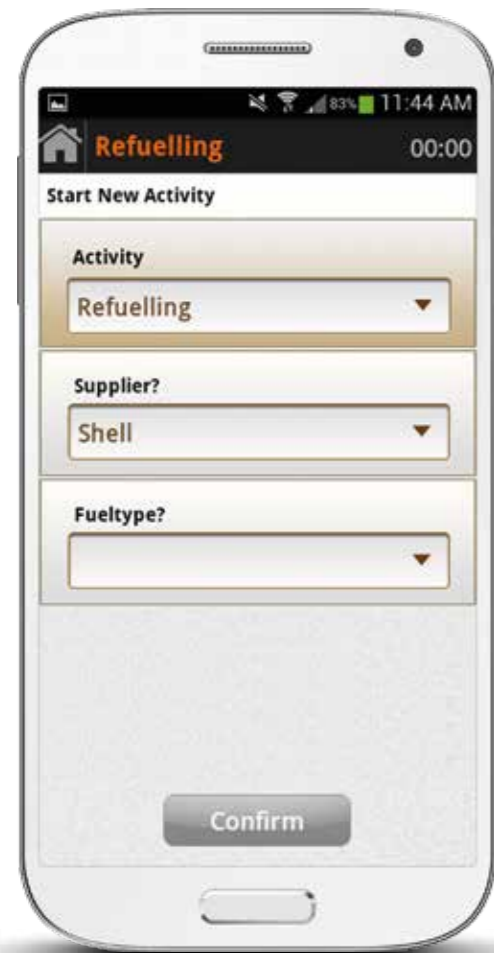 83% 11:44 AM
Refuelling 00:00
Start New Activity
Activity
Refuelling
Supplier?
Shell
Fueltype?
Confirm